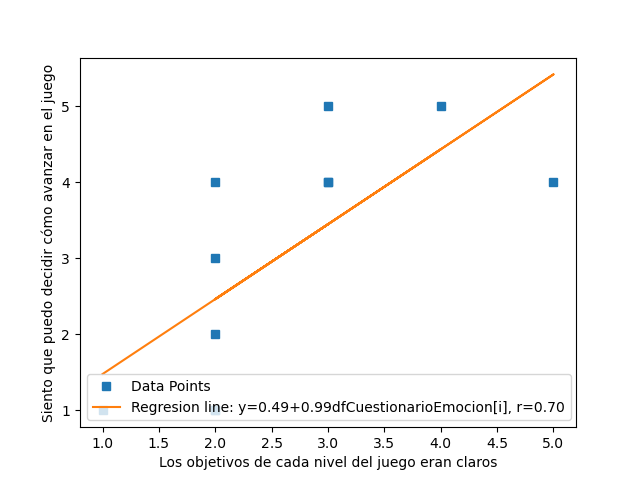 Siento que puedo decidir cómo avanzar en el juego
5
4
3
2
1
Data Points
Regresion line: y=0.49+0.99dfCuestionarioEmocion[i], r=0.70
1.0 1.5 2.0 2.5 3.0 3.5 4.0 4.5 5.0
Los objetivos de cada nivel del juego eran claros